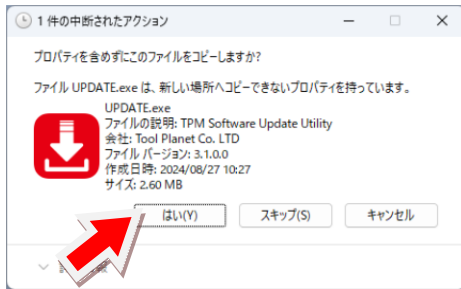 1 件の中断されたアクション
プロパティを含めずにこのファイルをコピーしますか?
ファイル UPDATE.exe は、新しい場所へコピーできないプロパティを持っています。
UPDATE.exe
ファイルの説明: TPM Software Update Utility
会社: Tool Planet Co. LTD
ファイル バージョン: 3.1.0.0
作成日時: 2024/08/27 10:27
サイズ: 2.60 MB
はい(Y) スキップ(S) キャンセル